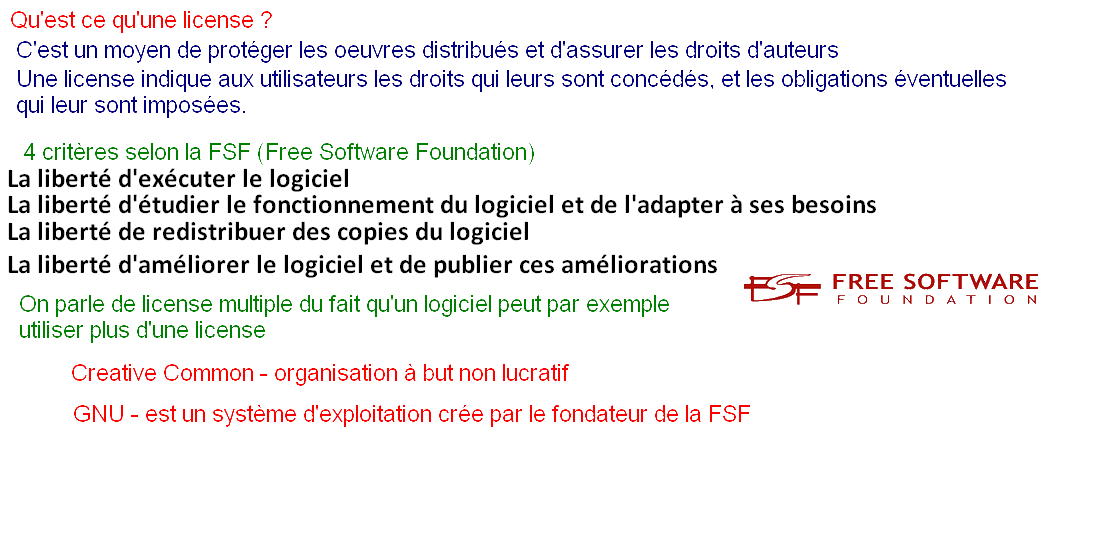 Qu'est ce qu'une license ?
C'est un moyen de protéger les oeuvres distribués et d'assurer les droits d'auteurs
Une license indique aux utilisateurs les droits qui leurs sont concédés, et les obligations éventuelles
qui leur sont imposées.
4 critères selon la FSF (Free Software Foundation)
La liberté d'exécuter le logiciel
La liberté d'étudier le fonctionnement du logiciel et de l'adapter à ses besoins
La liberté de redistribuer des copies du logiciel
La liberté d'améliorer le logiciel et de publier ces améliorations
FSF FREE SOFTWARE
FOUNDATION
On parle de license multiple du fait qu'un logiciel peut par exemple
utiliser plus d'une license
Creative Common - organisation à but non lucratif
GNU - est un système d'exploitation crée par le fondateur de la FSF